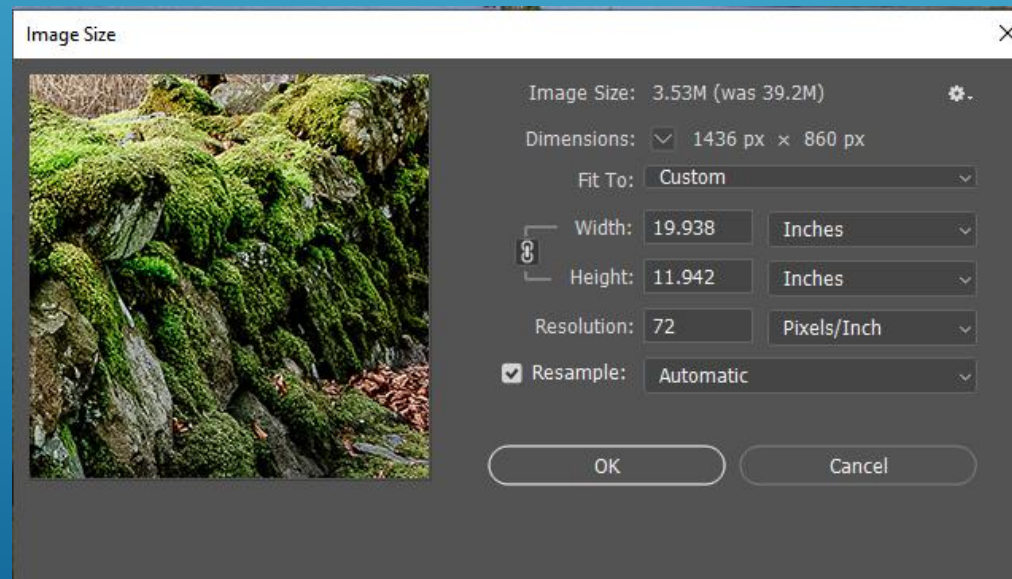 Image Size
Image Size: 3.53M (was 39.2M)
Dimensions: 1436 px × 860 px
Fit To: Custom
Width: 19.938 Inches
Height: 11.942 Inches
Resolution: 72 Pixels/Inch
Resample: Automatic
OK Cancel